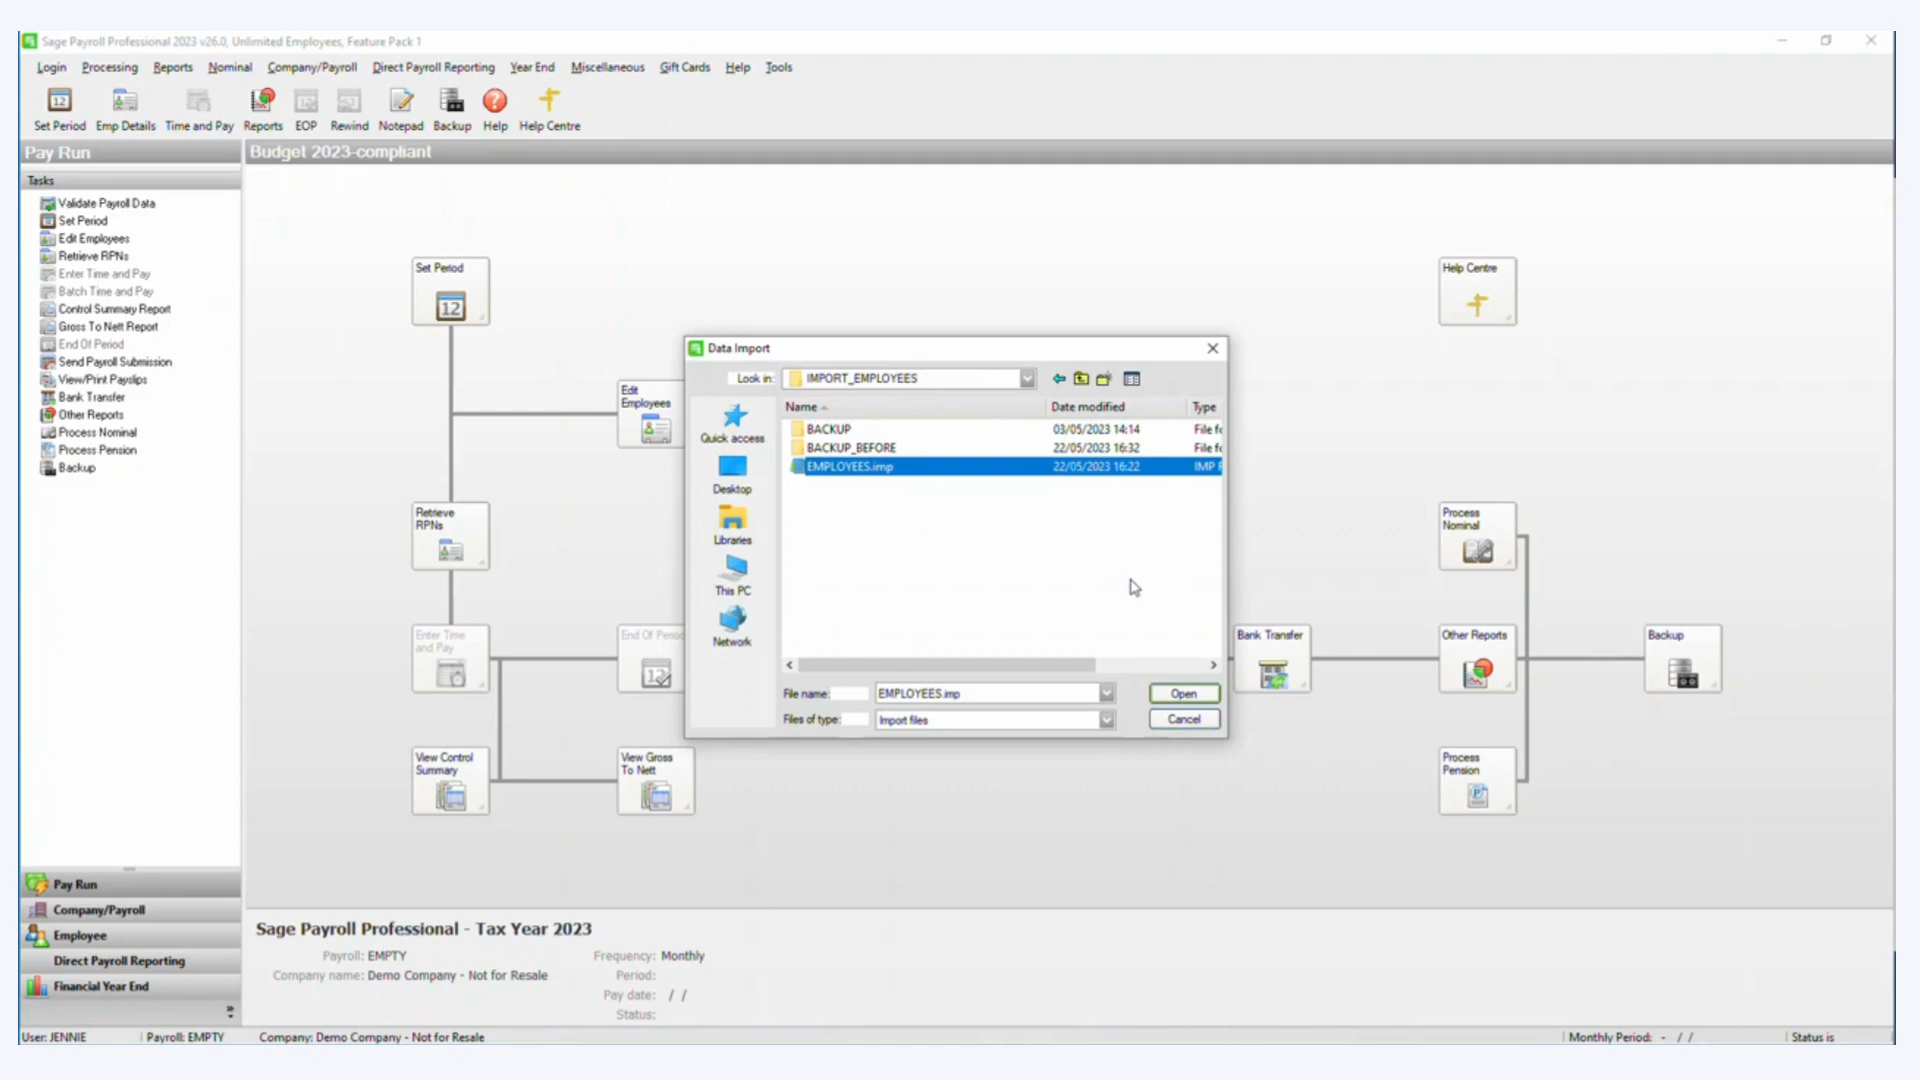 Sage Payroll Professional 2023 v26.0, Unlimited Employees, Feature Pack 1
Login Processing Reports Nominal Company/Payroll Direct Payroll Reporting Year End Miscellaneous Gift Cards Help Tools
12
Set Period Emp Details Time and Pay Reports EOP Rewind Notepad Backup Help Help Centre
Pay Run
Budget 2023-compliant
Tasks
Validate Payroll Data
Set Period
Edit Employees
Retrieve RPNs
Enter Time and Pay
Batch Time and Pay
Control Summary Report
Gross To Nett Report
End Of Period
Send Payroll Submission
View/Print Payslips
Bank Transfer
Other Reports
Process Nominal
Process Pension
Backup
Set Period
12
Help Centre
Edit
Employees
Retrieve
RPNs
Process
Nominal
Enter Time
and Pay
End Of Period
12
Bank Transfer
Other Reports
Backup
View Control
Summary
View Gross
To Nett
Process
Pension
Data Import
Look in: IMPORT_EMPLOYEES
Name Date modified Type
BACKUP 03/05/2023 14:14 File f
BACKUP_BEFORE 22/05/2023 16:32 File f
EMPLOYEES.imp 22/05/2023 16:22 IMP F
Quick access
Desktop
Libraries
This PC
Network
File name: EMPLOYEES.imp Open
Files of type: Import files Cancel
Pay Run
Company/Payroll
Employee
Direct Payroll Reporting
Financial Year End
Sage Payroll Professional - Tax Year 2023
Payroll: EMPTY Frequency: Monthly
Company name: Demo Company - Not for Resale Period:
Pay date: / /
Status:
User: JENNIE Payroll: EMPTY Company: Demo Company - Not for Resale Monthly Period: - / / Status is